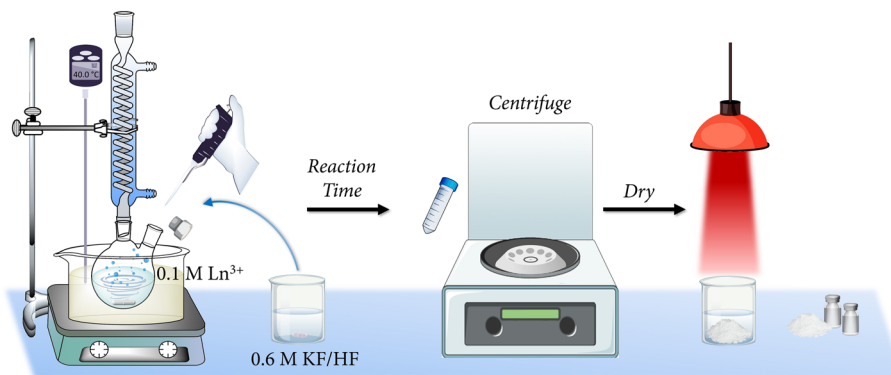 40.0 °C
0.1 M Ln³⁺
0.6 M KF/HF
Reaction
Time
Centrifuge
Dry